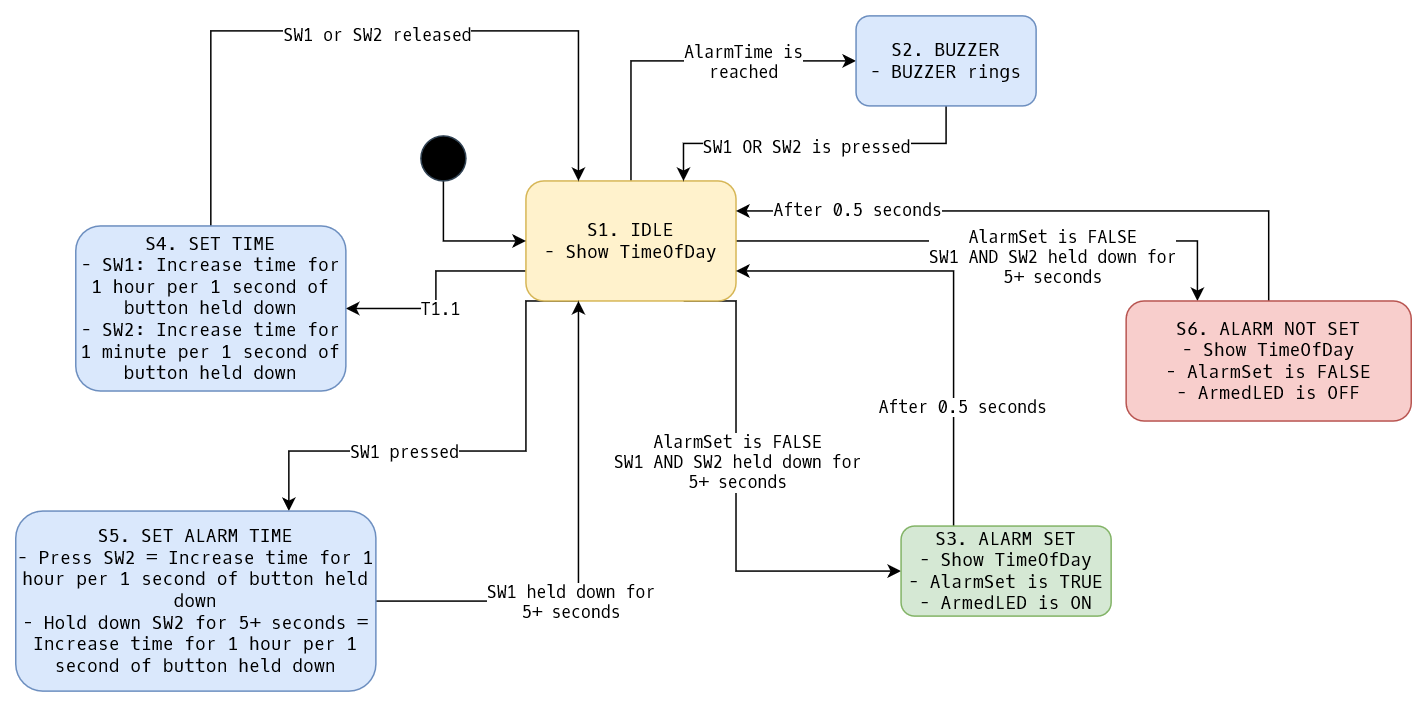 SW1 or SW2 released
AlarmTime is
reached
S2. BUZZER
- BUZZER rings
SW1 OR SW2 is pressed
S1. IDLE
- Show TimeOfDay
After 0.5 seconds
AlarmSet is FALSE
SW1 AND SW2 held down for
5+ seconds
S4. SET TIME
- SW1: Increase time for
1 hour per 1 second of
button held down
- SW2: Increase time for
1 minute per 1 second of
button held down
T1.1
S6. ALARM NOT SET
- Show TimeOfDay
- AlarmSet is FALSE
- ArmedLED is OFF
After 0.5 seconds
SW1 pressed
AlarmSet is FALSE
SW1 AND SW2 held down for
5+ seconds
S5. SET ALARM TIME
- Press SW2 = Increase time for 1
hour per 1 second of button held
down
- Hold down SW2 for 5+ seconds =
Increase time for 1 hour per 1
second of button held down
SW1 held down for
5+ seconds
S3. ALARM SET
- Show TimeOfDay
- AlarmSet is TRUE
- ArmedLED is ON